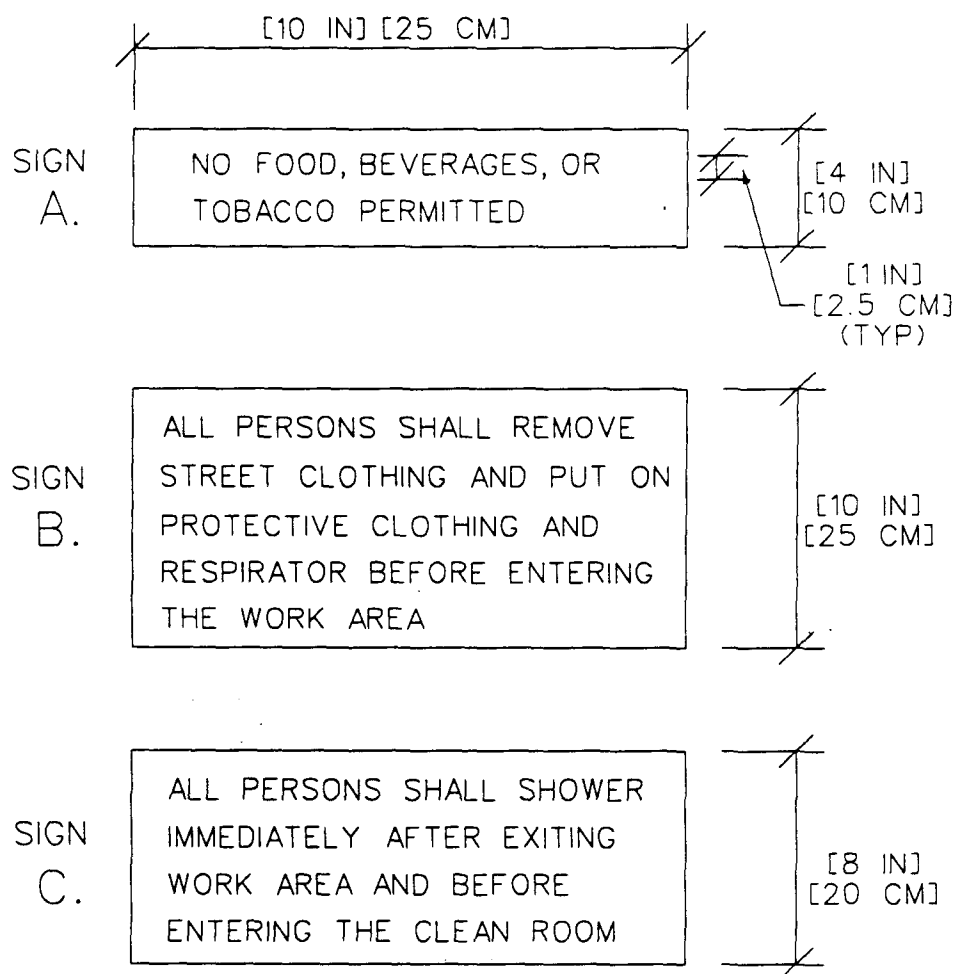 [10 IN] [25 CM]
SIGN
A.
NO FOOD, BEVERAGES, OR
TOBACCO PERMITTED
[4 IN]
[10 CM]
[1 IN]
[2.5 CM]
(TYP)
SIGN
B.
ALL PERSONS SHALL REMOVE
STREET CLOTHING AND PUT ON
PROTECTIVE CLOTHING AND
RESPIRATOR BEFORE ENTERING
THE WORK AREA
[10 IN]
[25 CM]
SIGN
C.
ALL PERSONS SHALL SHOWER
IMMEDIATELY AFTER EXITING
WORK AREA AND BEFORE
ENTERING THE CLEAN ROOM
[8 IN]
[20 CM]